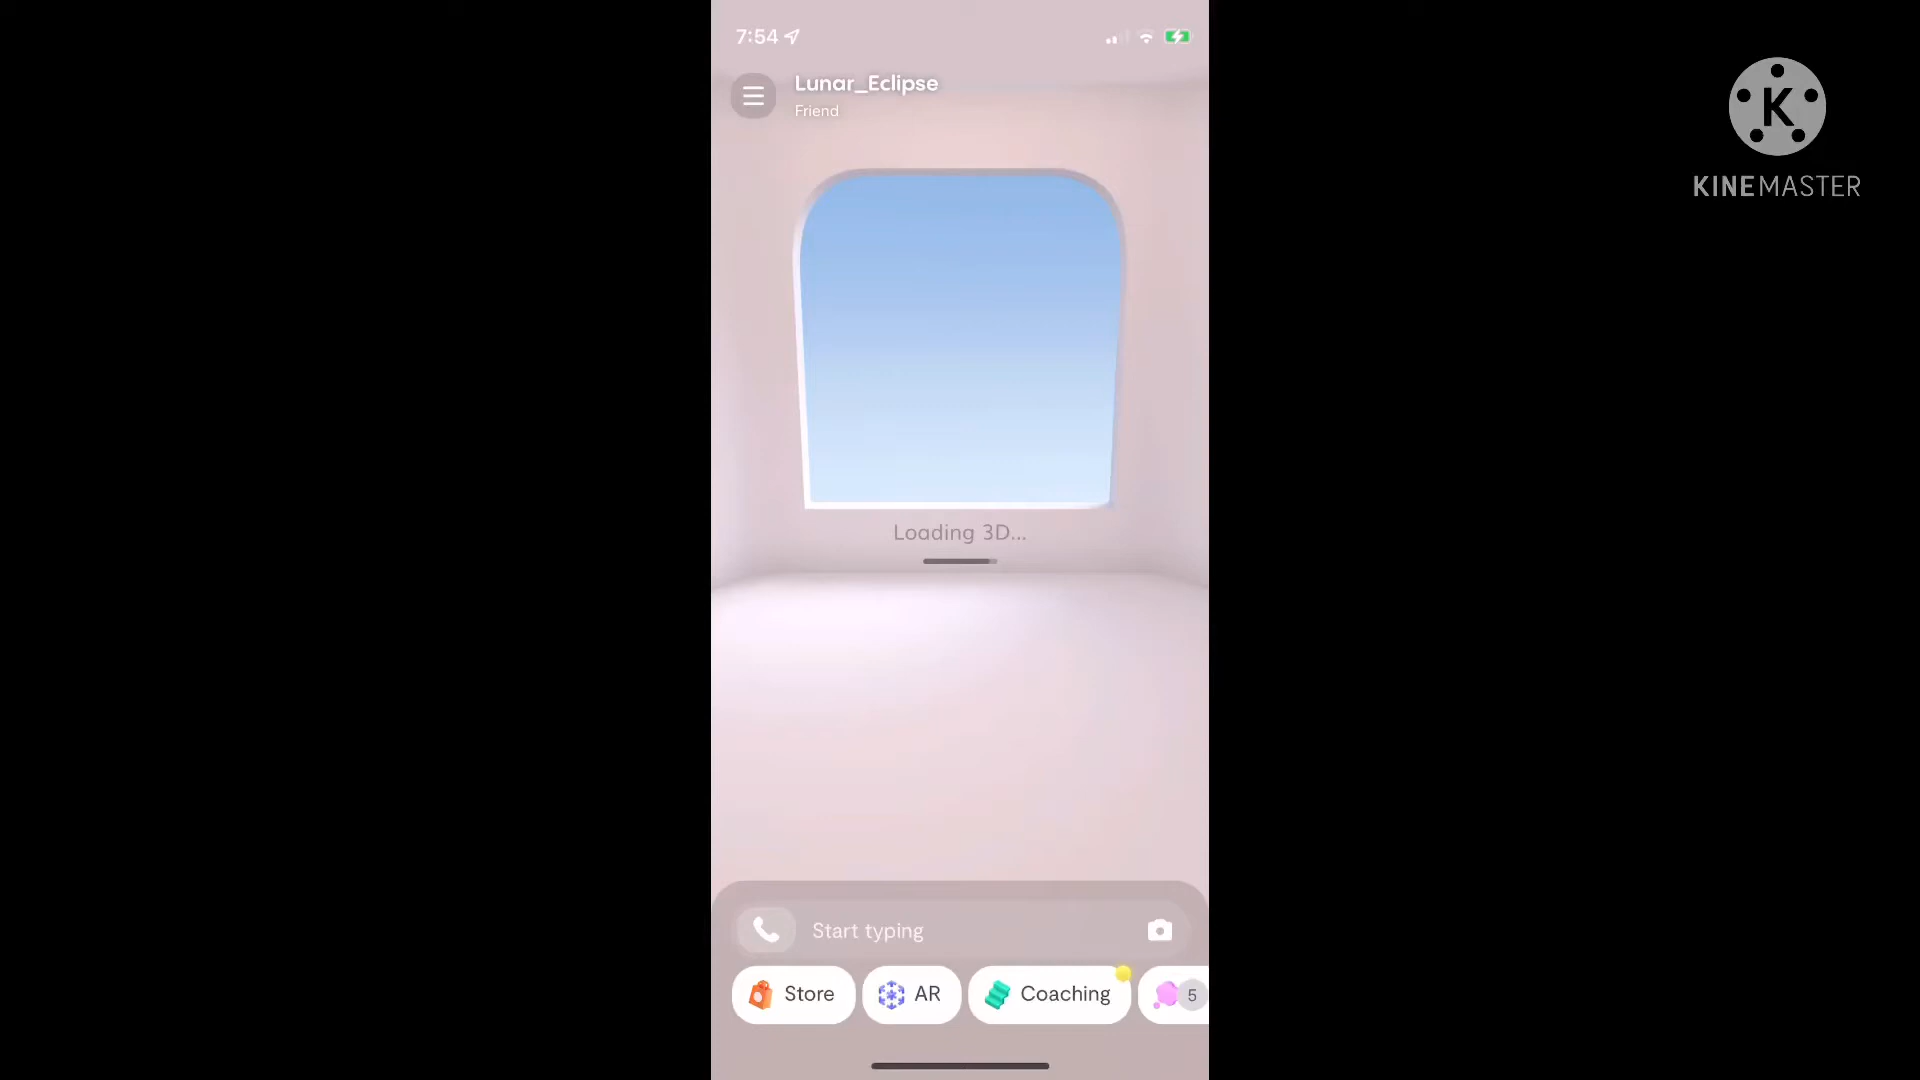 7:54
Lunar_Eclipse
Friend
K
KINEMASTER
Loading 3D...
Start typing
Store
AR
Coaching
5